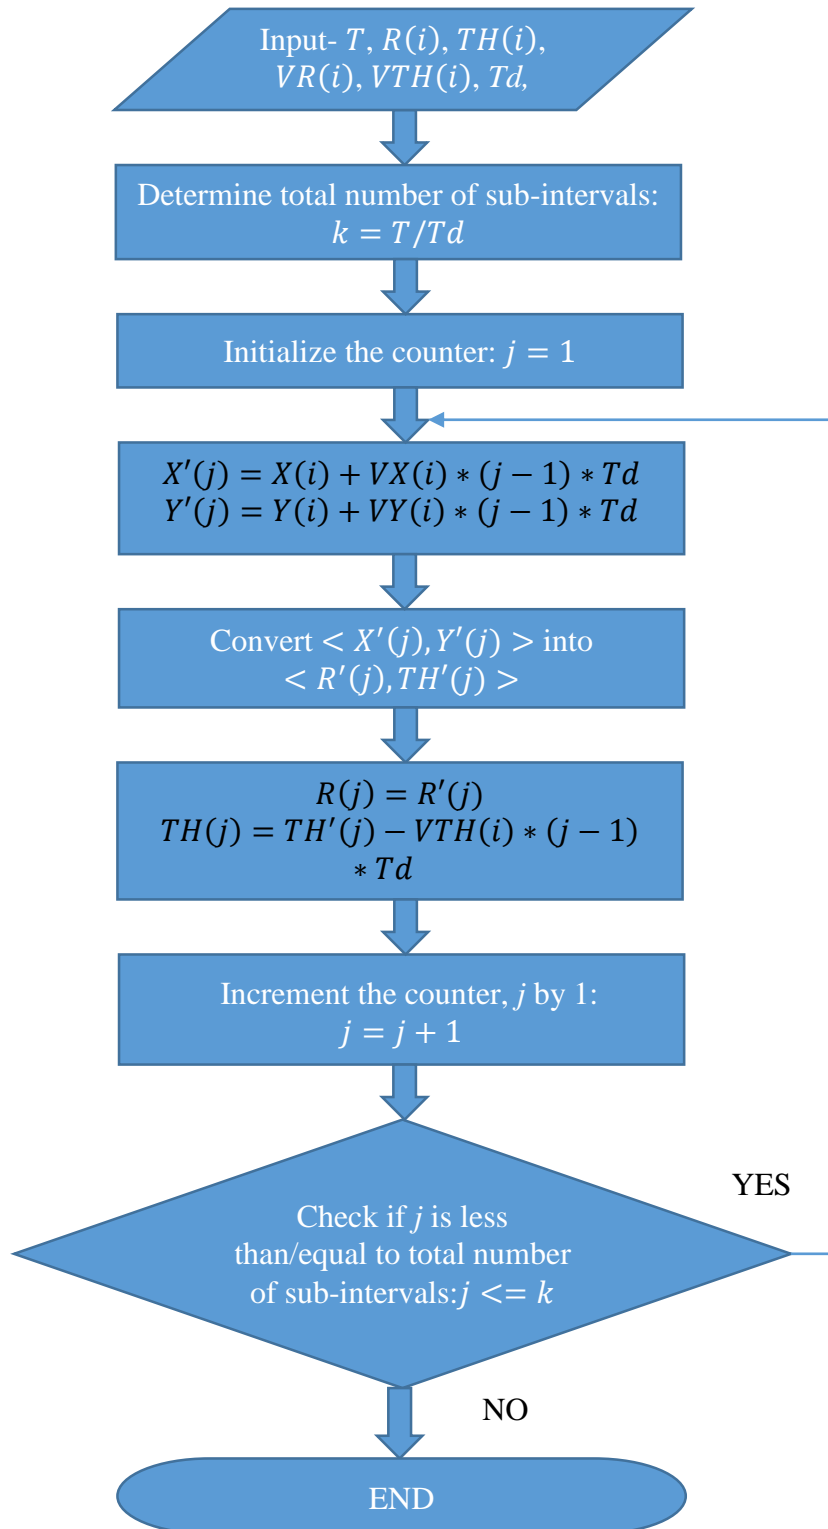 Input- T, R(i), TH(i),
VR(i), VTH(i), Td,
Determine total number of sub-intervals:
k = T/Td
Initialize the counter: j = 1
X′(j) = X(i) + VX(i) ∗ (j − 1) ∗ Td
Y′(j) = Y(i) + VY(i) ∗ (j − 1) ∗ Td
Convert < X′(j), Y′(j) > into
< R′(j), TH′(j) >
R(j) = R′(j)
TH(j) = TH′(j) − VTH(i) ∗ (j − 1)
∗ Td
Increment the counter, j by 1:
j = j + 1
YES
Check if j is less
than/equal to total number
of sub-intervals:j <= k
NO
END